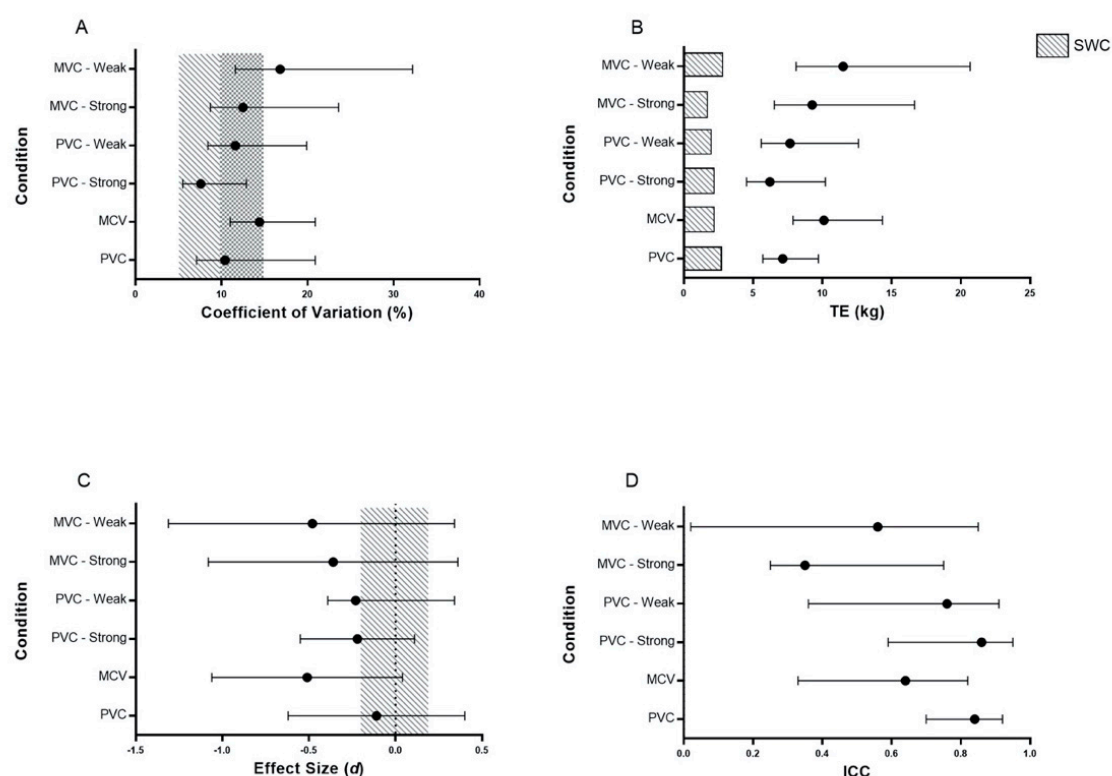 A
Condition
MVC - Weak
MVC - Strong
PVC - Weak
PVC - Strong
MCV
PVC
0
10
20
30
40
Coefficient of Variation (%)
B
SWC
Condition
MVC - Weak
MVC - Strong
PVC - Weak
PVC - Strong
MCV
PVC
0
5
10
15
20
25
TE (kg)
C
Condition
MVC - Weak
MVC - Strong
PVC - Weak
PVC - Strong
MCV
PVC
-1.5
-1.0
-0.5
0.0
0.5
Effect Size (d)
D
Condition
MVC - Weak
MVC - Strong
PVC - Weak
PVC - Strong
MCV
PVC
0.0
0.2
0.4
0.6
0.8
1.0
ICC